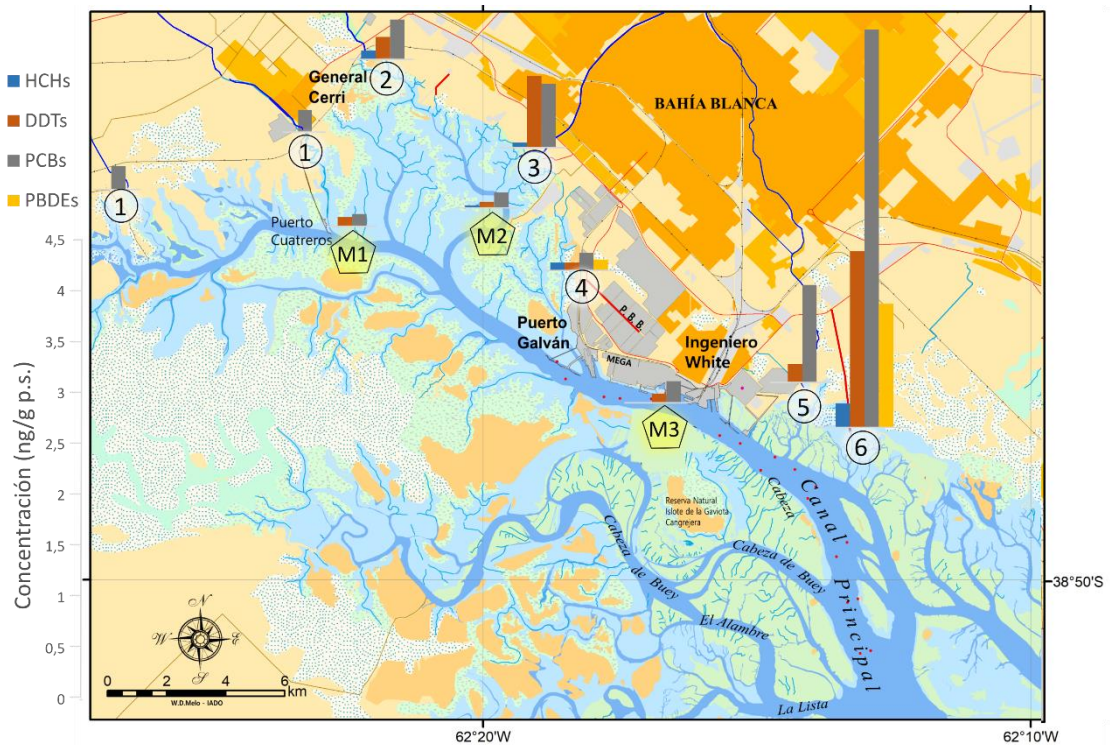 HCHs
DDTs
PCBs
PBDEs
Concentración (ng/g p.s.)
4,5
4
3,5
3
2,5
2
1,5
1
0,5
0
General
Cerri
BAHÍA BLANCA
2
1
3
1
Puerto
Cuatreros
M1
M2
4
P. B. B.
Puerto
Galván
MEGA
Ingeniero
White
5
M3
6
Reserva Natural
Islote de la Gaviota
Cangrejera
Cabeza
Canal Principal
Cabeza de Buey
Cabeza de Buey
El Alambre
La Lista
38°50'S
N
W
E
S
0 2 4 6
km
W.D.Melo - IADO
62°20'W
62°10'W